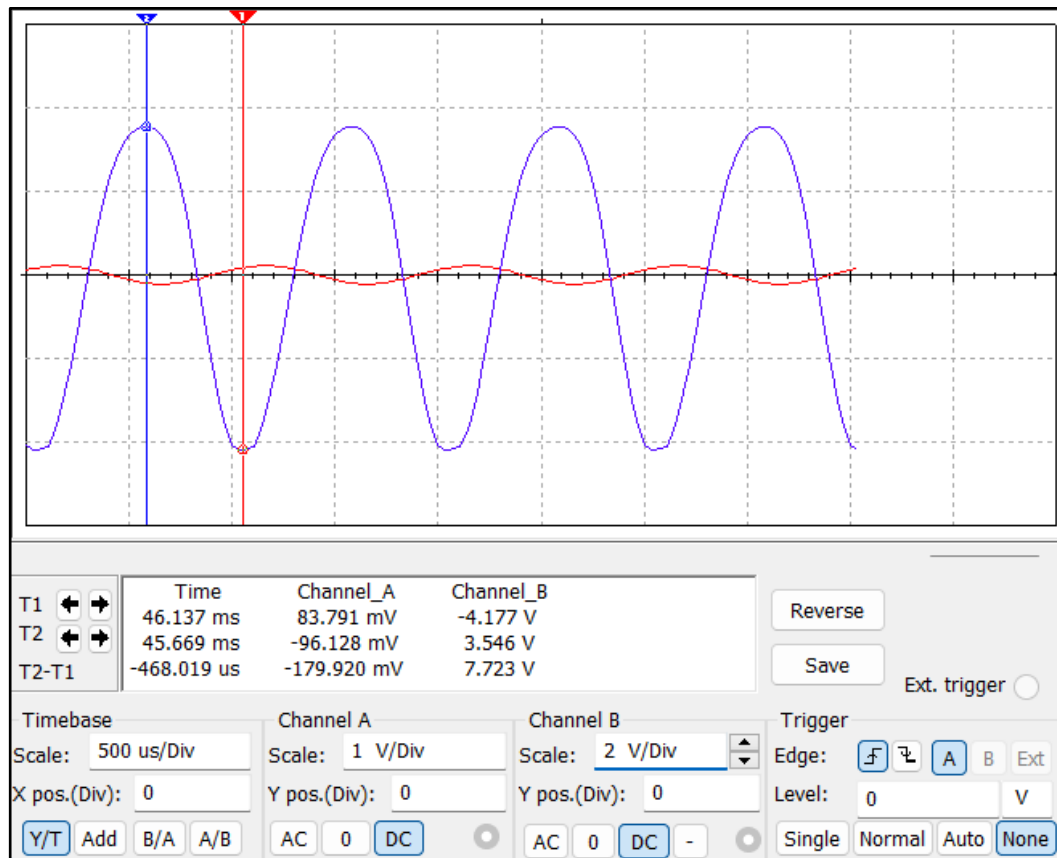 2 1
Time Channel_A Channel_B
T1 46.137 ms 83.791 mV -4.177 V
T2 45.669 ms -96.128 mV 3.546 V
T2-T1 -468.019 us -179.920 mV 7.723 V
Reverse
Save
Ext. trigger
Timebase Channel A Channel B Trigger
Scale: 500 us/Div Scale: 1 V/Div Scale: 2 V/Div Edge: A B Ext
X pos.(Div): 0 Y pos.(Div): 0 Y pos.(Div): 0 Level: 0 V
Y/T Add B/A A/B AC 0 DC AC 0 DC - Single Normal Auto None